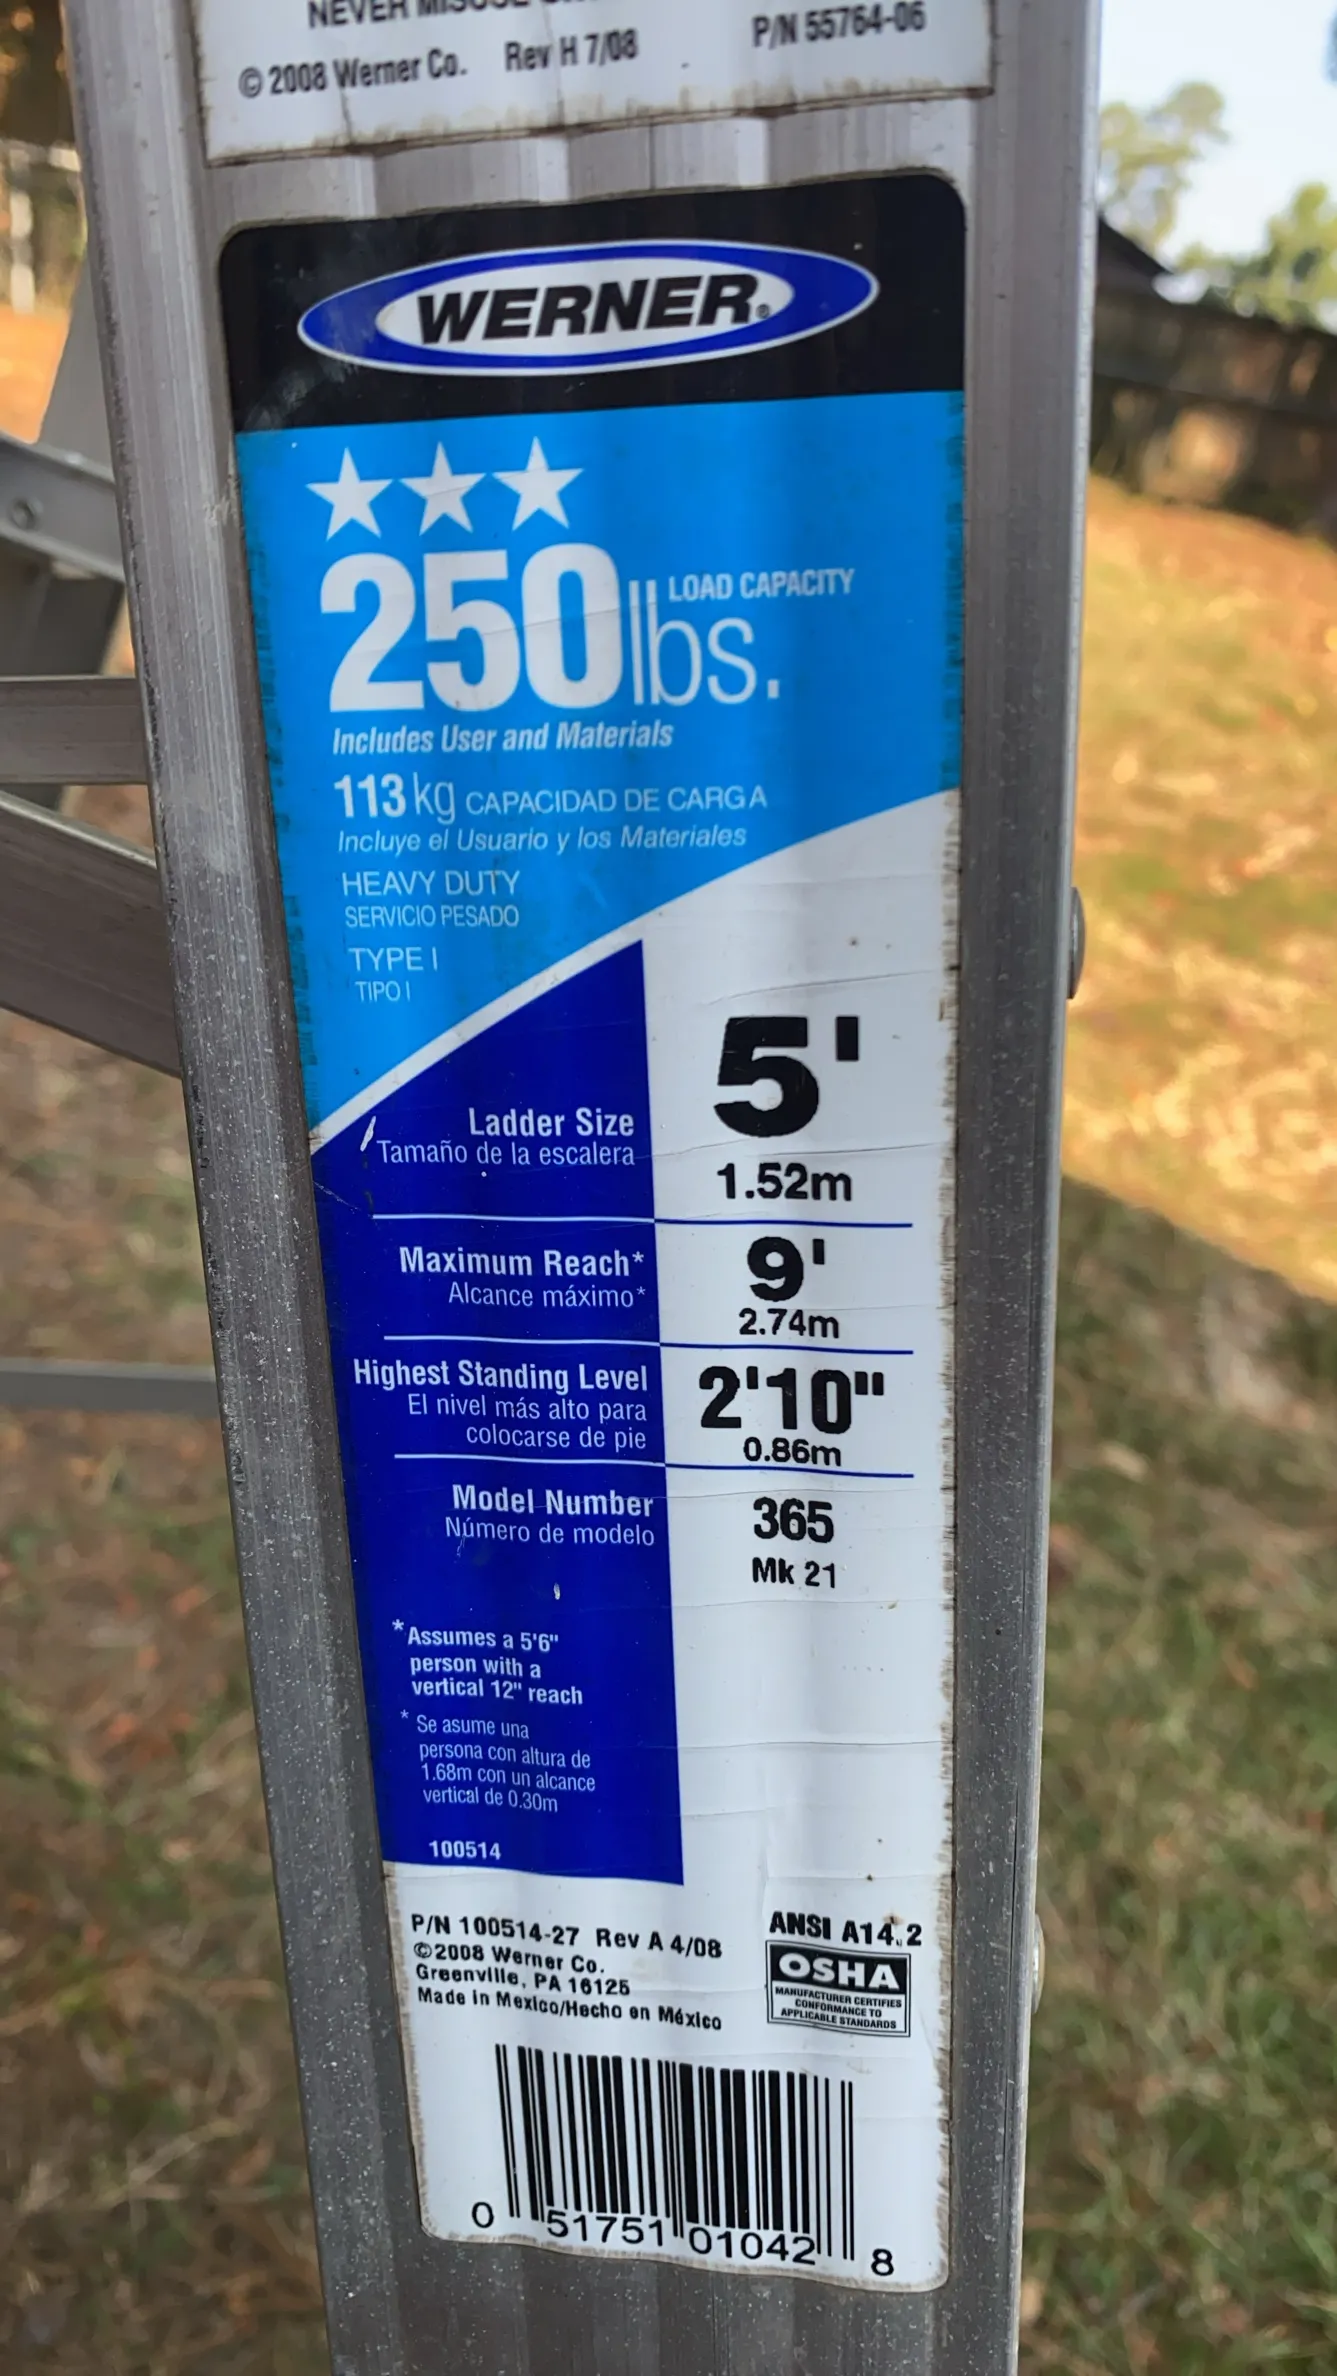 NEVER MISUSE
© 2008 Werner Co. Rev H 7/08 P/N 55764-06
WERNER®
250 lbs. LOAD CAPACITY
Includes User and Materials
113 kg CAPACIDAD DE CARGA
Incluye el Usuario y los Materiales
HEAVY DUTY
SERVICIO PESADO
TYPE I
TIPO I
Ladder Size 5'
Tamaño de la escalera 1.52m
Maximum Reach* 9'
Alcance máximo* 2.74m
Highest Standing Level 2'10"
El nivel más alto para
colocarse de pie 0.86m
Model Number 365
Número de modelo Mk 21
*Assumes a 5'6"
person with a
vertical 12" reach
* Se asume una
persona con altura de
1.68m con un alcance
vertical de 0.30m
100514
P/N 100514-27 Rev A 4/08
©2008 Werner Co.
Greenville, PA 16125
Made in Mexico/Hecho en México
ANSI A14.2
OSHA
MANUFACTURER CERTIFIES
CONFORMANCE TO
APPLICABLE STANDARDS
0 51751 01042 8